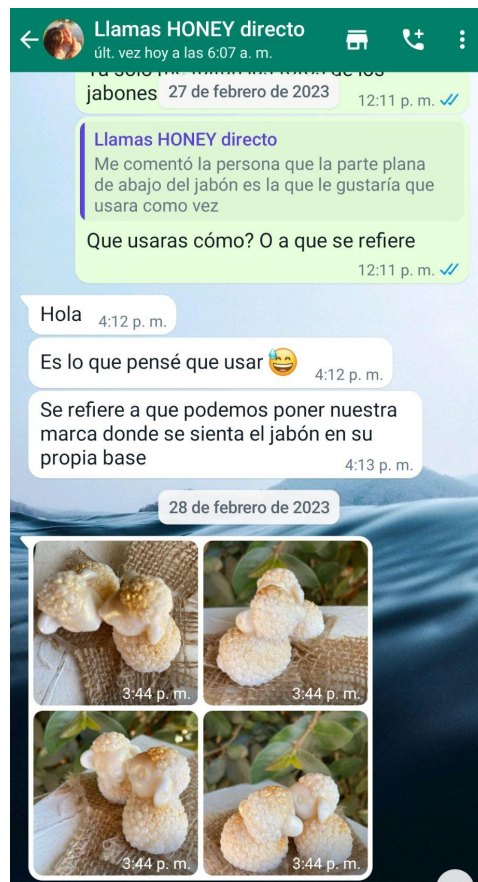 Llamas HONEY directo
últ. vez hoy a las 6:07 a. m.
jabones
27 de febrero de 2023
12:11 p. m.
Llamas HONEY directo
Me comentó la persona que la parte plana
de abajo del jabón es la que le gustaría que
usara como vez
Que usaras cómo? O a que se refiere
12:11 p. m.
Hola
4:12 p. m.
Es lo que pensé que usar 😅
4:12 p. m.
Se refiere a que podemos poner nuestra
marca donde se sienta el jabón en su
propia base
4:13 p. m.
28 de febrero de 2023
3:44 p. m.
3:44 p. m.
3:44 p. m.
3:44 p. m.